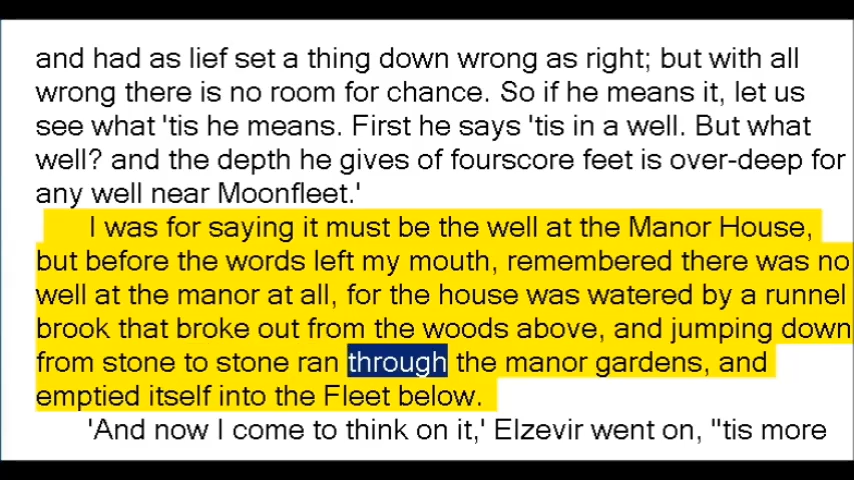 and had as lief set a thing down wrong as right; but with all
wrong there is no room for chance. So if he means it, let us
see what 'tis he means. First he says 'tis in a well. But what
well? and the depth he gives of fourscore feet is over-deep for
any well near Moonfleet.'
I was for saying it must be the well at the Manor House,
but before the words left my mouth, remembered there was no
well at the manor at all, for the house was watered by a runnel
brook that broke out from the woods above, and jumping down
from stone to stone ran through the manor gardens, and
emptied itself into the Fleet below.
'And now I come to think on it,' Elzevir went on, "tis more